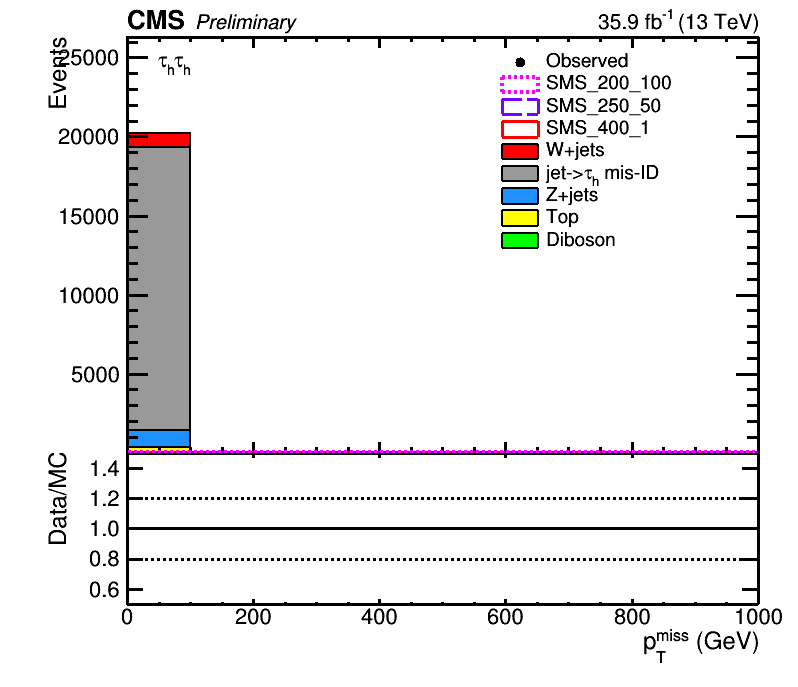 CMS Preliminary 35.9 fb⁻¹ (13 TeV)
Events
25000
20000
15000
10000
5000
τₕτₕ
Observed
SMS_200_100
SMS_250_50
SMS_400_1
W+jets
jet->τₕ mis-ID
Z+jets
Top
Diboson
Data/MC
1.4
1.2
1.0
0.8
0.6
0 200 400 600 800 1000
p_T^miss (GeV)